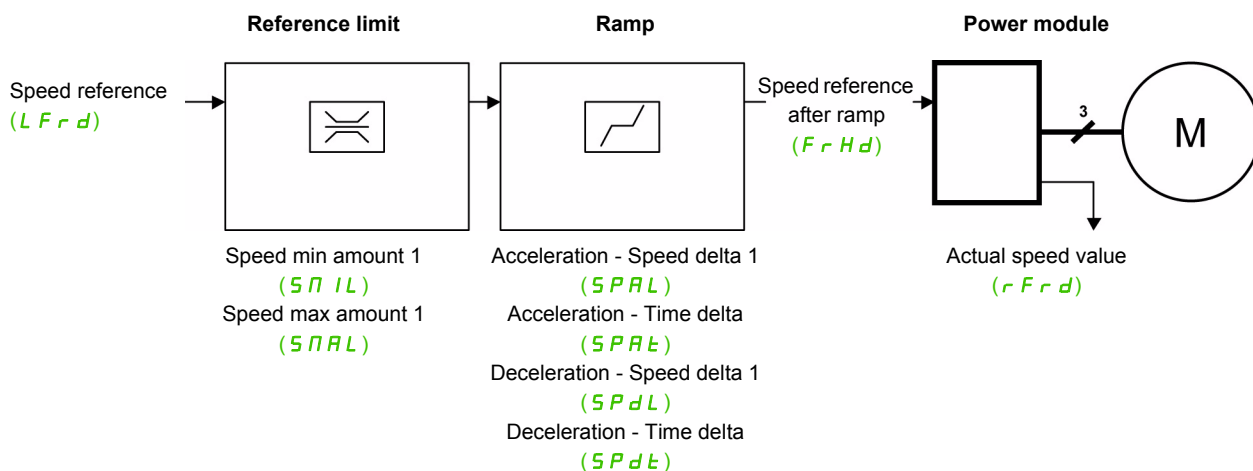 Reference limit
Ramp
Power module
Speed reference
(LFrd)
Speed reference
after ramp
(FrHd)
3
M
Speed min amount 1
(SMIL)
Speed max amount 1
(SMAL)
Acceleration - Speed delta 1
(SPAL)
Acceleration - Time delta
(SPAt)
Deceleration - Speed delta 1
(SPdL)
Deceleration - Time delta
(SPdt)
Actual speed value
(rFrd)